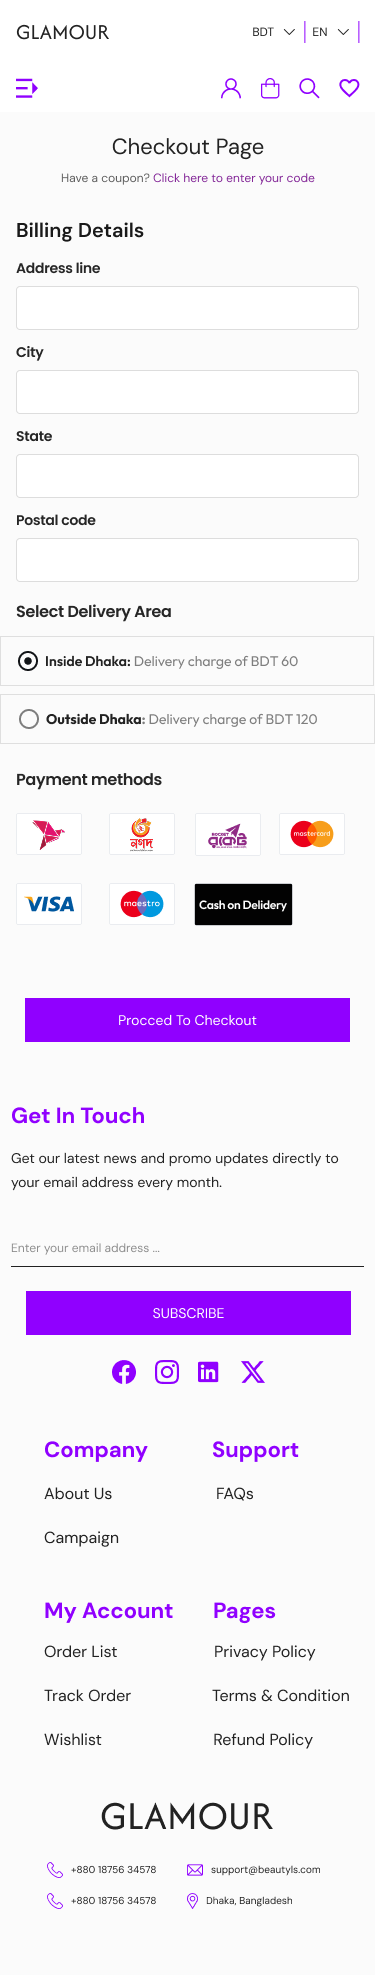 GLAMOUR
BDT
EN
Checkout Page
Have a coupon? Click here to enter your code
Billing Details
Address line
City
State
Postal code
Select Delivery Area
Inside Dhaka: Delivery charge of BDT 60
Outside Dhaka: Delivery charge of BDT 120
Payment methods
নগদ
ROCKET
রকেট
mastercard
VISA
maestro
Cash on Delidery
Procced To Checkout
Get In Touch
Get our latest news and promo updates directly to
your email address every month.
Enter your email address ...
SUBSCRIBE
Company
Support
About Us
FAQs
Campaign
My Account
Pages
Order List
Privacy Policy
Track Order
Terms & Condition
Wishlist
Refund Policy
GLAMOUR
+880 18756 34578
support@beautyls.com
+880 18756 34578
Dhaka, Bangladesh